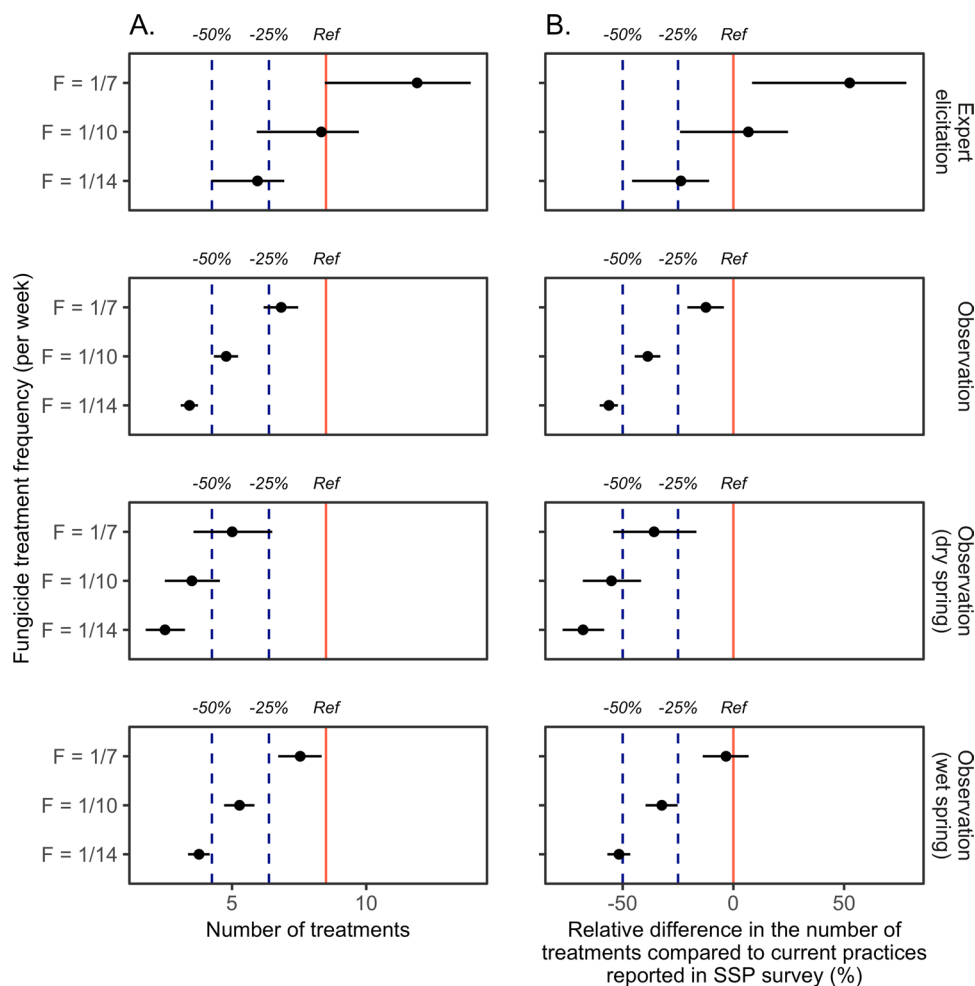 A.
B.
-50% -25% Ref
-50% -25% Ref
F = 1/7
F = 1/10
F = 1/14
Expert
elicitation
-50% -25% Ref
-50% -25% Ref
F = 1/7
F = 1/10
F = 1/14
Observation
-50% -25% Ref
-50% -25% Ref
F = 1/7
F = 1/10
F = 1/14
Observation
(dry spring)
-50% -25% Ref
-50% -25% Ref
F = 1/7
F = 1/10
F = 1/14
Observation
(wet spring)
Fungicide treatment frequency (per week)
5 10
-50 0 50
Number of treatments
Relative difference in the number of
treatments compared to current practices
reported in SSP survey (%)